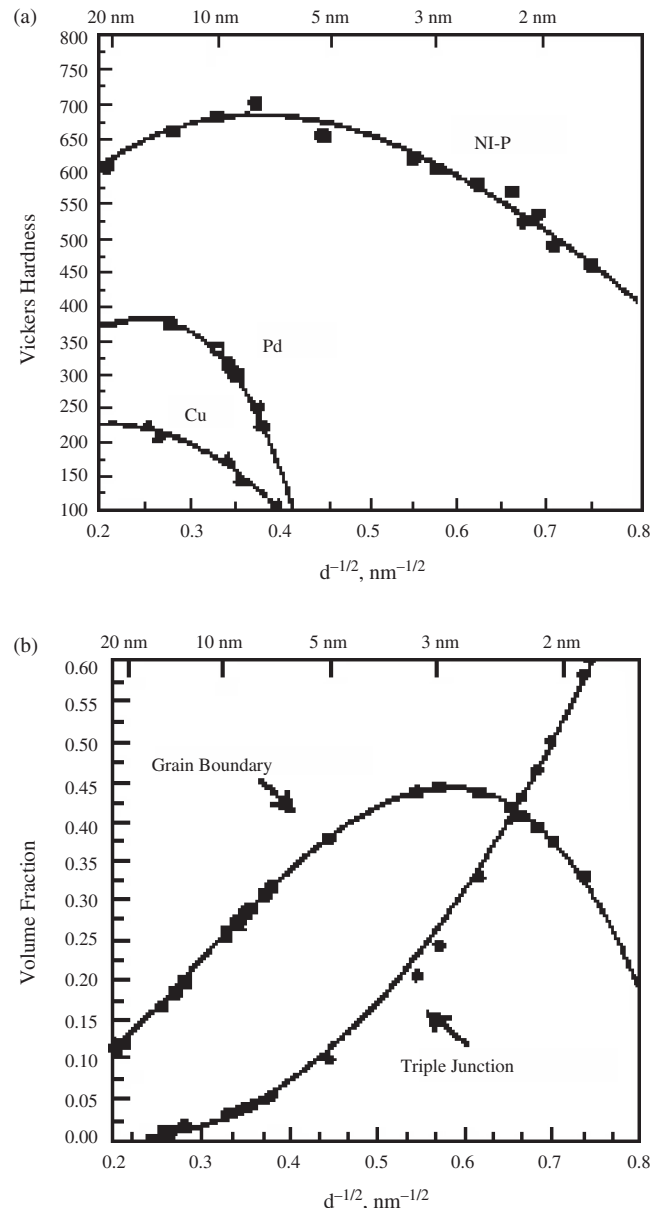 (a)
20 nm 10 nm 5 nm 3 nm 2 nm
800
750
700
650
600
550
500
450
400
350
300
250
200
150
100
Vickers Hardness
NI-P
Pd
Cu
0.2 0.3 0.4 0.5 0.6 0.7 0.8
d–1/2, nm–1/2
(b)
20 nm 10 nm 5 nm 3 nm 2 nm
0.60
0.50
0.45
0.40
0.35
0.30
0.25
0.20
0.15
0.10
0.05
0.00
Volume Fraction
Grain Boundary
Triple Junction
0.2 0.3 0.4 0.5 0.6 0.7 0.8
d–1/2, nm–1/2